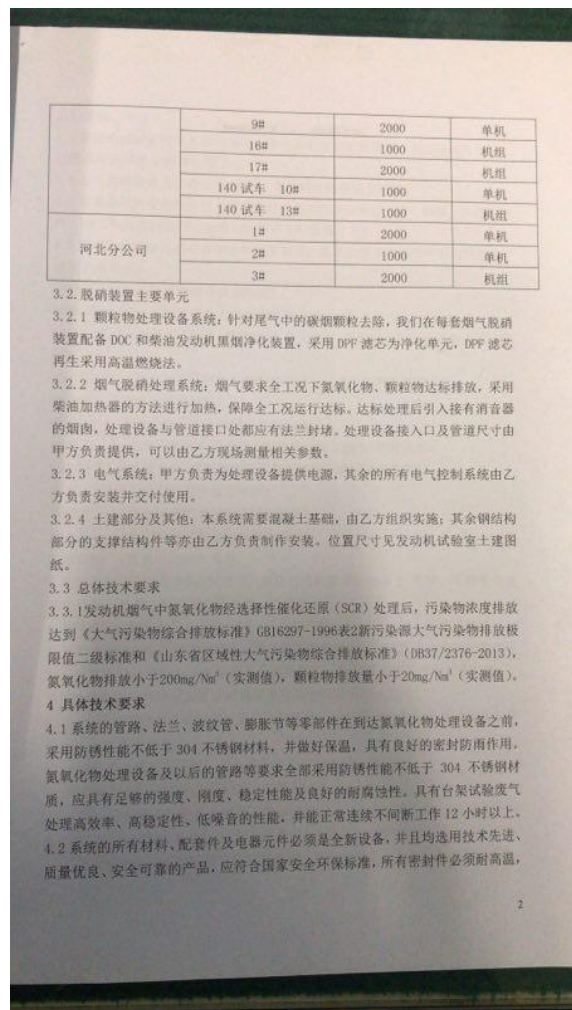 9# 2000 单机
16# 1000 机组
17# 2000 机组
140 试车 10# 1000 单机
140 试车 13# 1000 机组
河北分公司 1# 2000 单机
2# 1000 单机
3# 2000 机组
3.2.脱硝装置主要单元
3.2.1 颗粒物处理设备系统：针对尾气中的碳烟颗粒去除，我们在每套烟气脱硝
装置配备 DOC 和柴油发动机黑烟净化装置，采用 DPF 滤芯为净化单元，DPF 滤芯
再生采用高温燃烧法。
3.2.2 烟气脱硝处理系统：烟气要求全工况下氮氧化物、颗粒物达标排放，采用
柴油加热器的方法进行加热，保障全工况运行达标。达标处理后引入接有消音器
的烟囱，处理设备与管道接口处都应有法兰封堵。处理设备接入口及管道尺寸由
甲方负责提供，可以由乙方现场测量相关参数。
3.2.3 电气系统：甲方负责为处理设备提供电源，其余的所有电气控制系统由乙
方负责安装并交付使用。
3.2.4 土建部分及其他：本系统需要混凝土基础，由乙方组织实施；其余钢结构
部分的支撑结构件等亦由乙方负责制作安装。位置尺寸见发动机试验室土建图
纸。
3.3 总体技术要求
3.3.1发动机烟气中氮氧化物经选择性催化还原（SCR）处理后，污染物浓度排放
达到《大气污染物综合排放标准》GB16297-1996表2新污染源大气污染物排放极
限值二级标准和《山东省区域性大气污染物综合排放标准》（DB37/2376-2013），
氮氧化物排放小于200mg/Nm³（实测值），颗粒物排放量小于20mg/Nm³（实测值）。
4 具体技术要求
4.1 系统的管路、法兰、波纹管、膨胀节等零部件在到达氮氧化物处理设备之前，
采用防锈性能不低于 304 不锈钢材料，并做好保温，具有良好的密封防雨作用。
氮氧化物处理设备及以后的管路等要求全部采用防锈性能不低于 304 不锈钢材
质，应具有足够的强度、刚度、稳定性能及良好的耐腐蚀性。具有台架试验废气
处理高效率、高稳定性、低噪音的性能，并能正常连续不间断工作 12 小时以上。
4.2 系统的所有材料、配套件及电器元件必须是全新设备，并且均选用技术先进、
质量优良、安全可靠的产品，应符合国家安全环保标准，所有密封件必须耐高温，
2